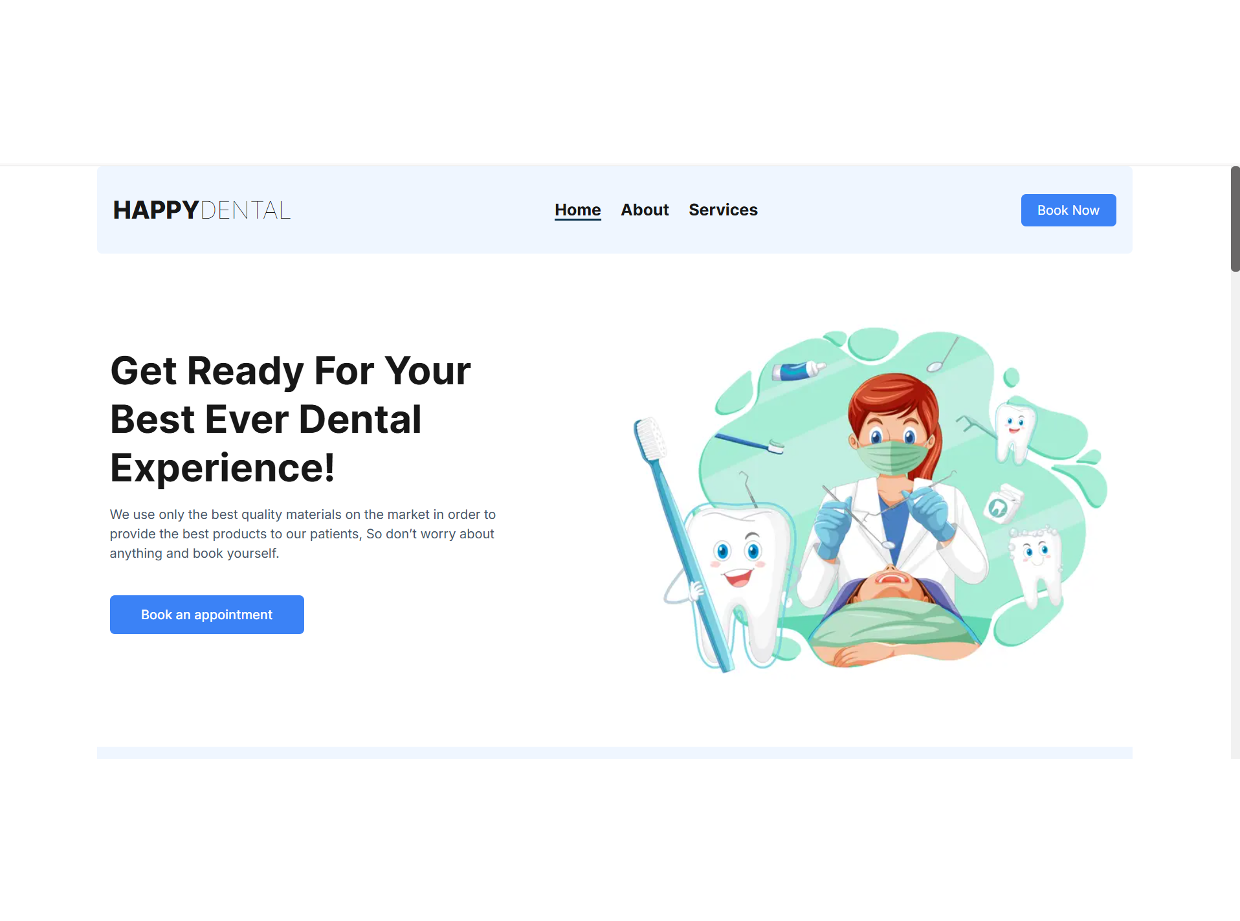 HAPPYDENTAL
Home About Services
Book Now
Get Ready For Your
Best Ever Dental
Experience!
We use only the best quality materials on the market in order to
provide the best products to our patients, So don’t worry about
anything and book yourself.
Book an appointment